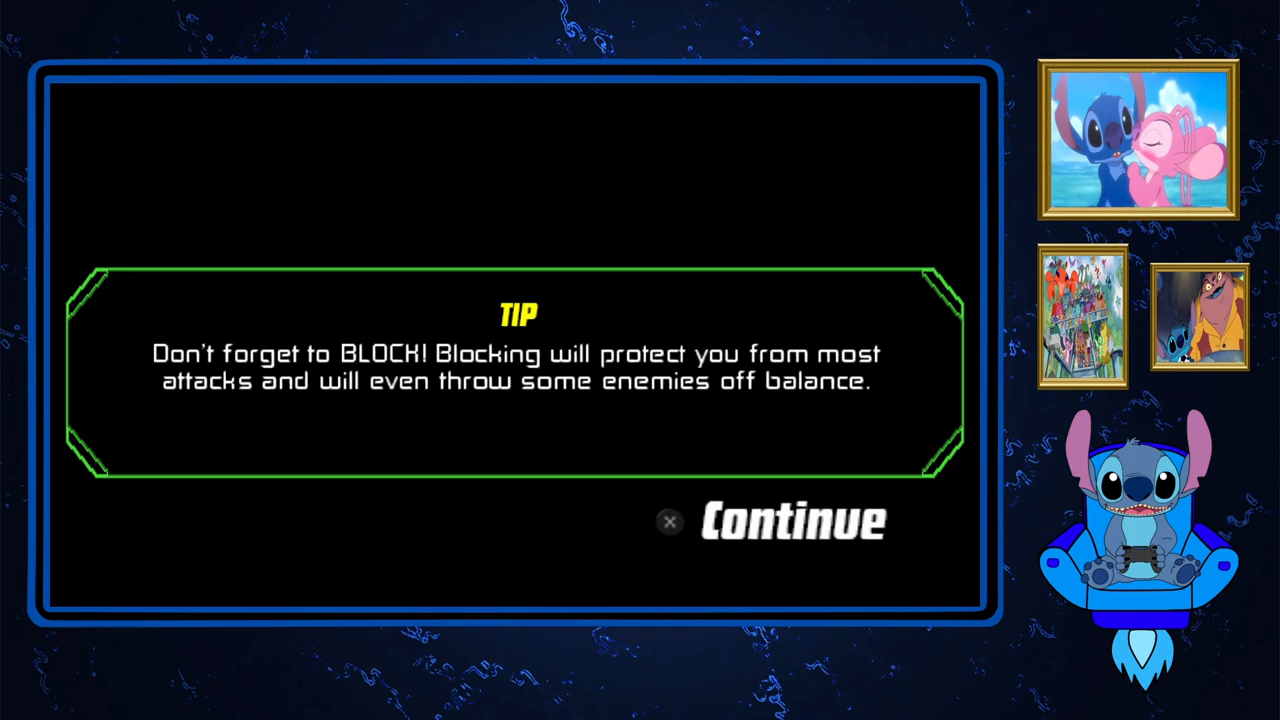 TIP
Don't forget to BLOCK! Blocking will protect you from most
attacks and will even throw some enemies off balance.
Continue